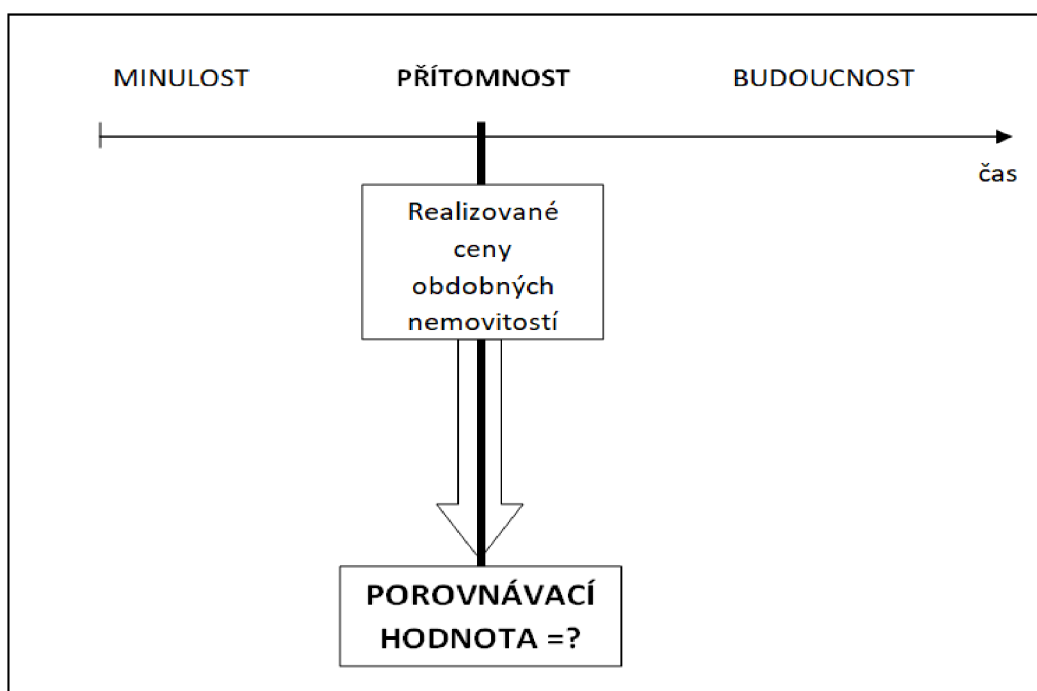 MINULOST PŘÍTOMNOST BUDOUCNOST
čas
Realizované
ceny
obdobných
nemovitostí
POROVNÁVACÍ
HODNOTA =?